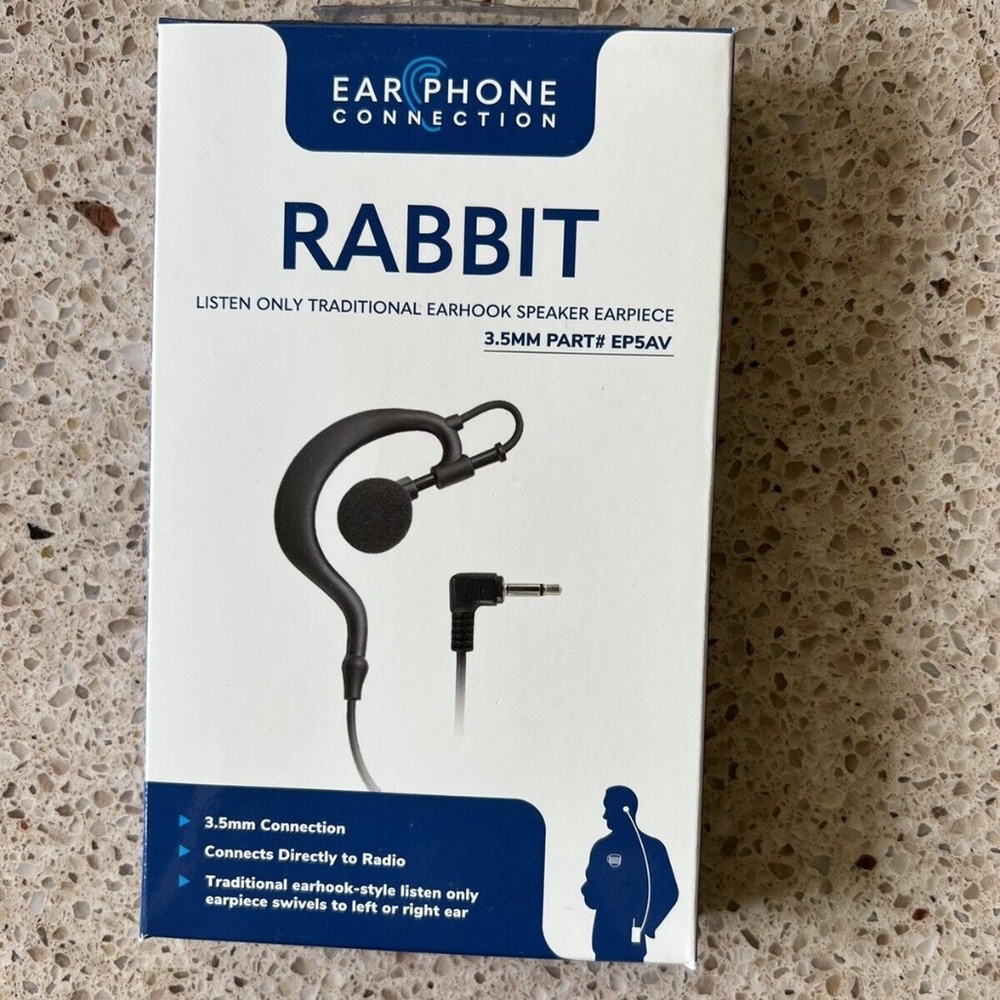 EARPHONE
CONNECTION
RABBIT
LISTEN ONLY TRADITIONAL EARHOOK SPEAKER EARPIECE
3.5MM PART# EP5AV
3.5mm Connection
Connects Directly to Radio
Traditional earhook-style listen only
earpiece swivels to left or right ear